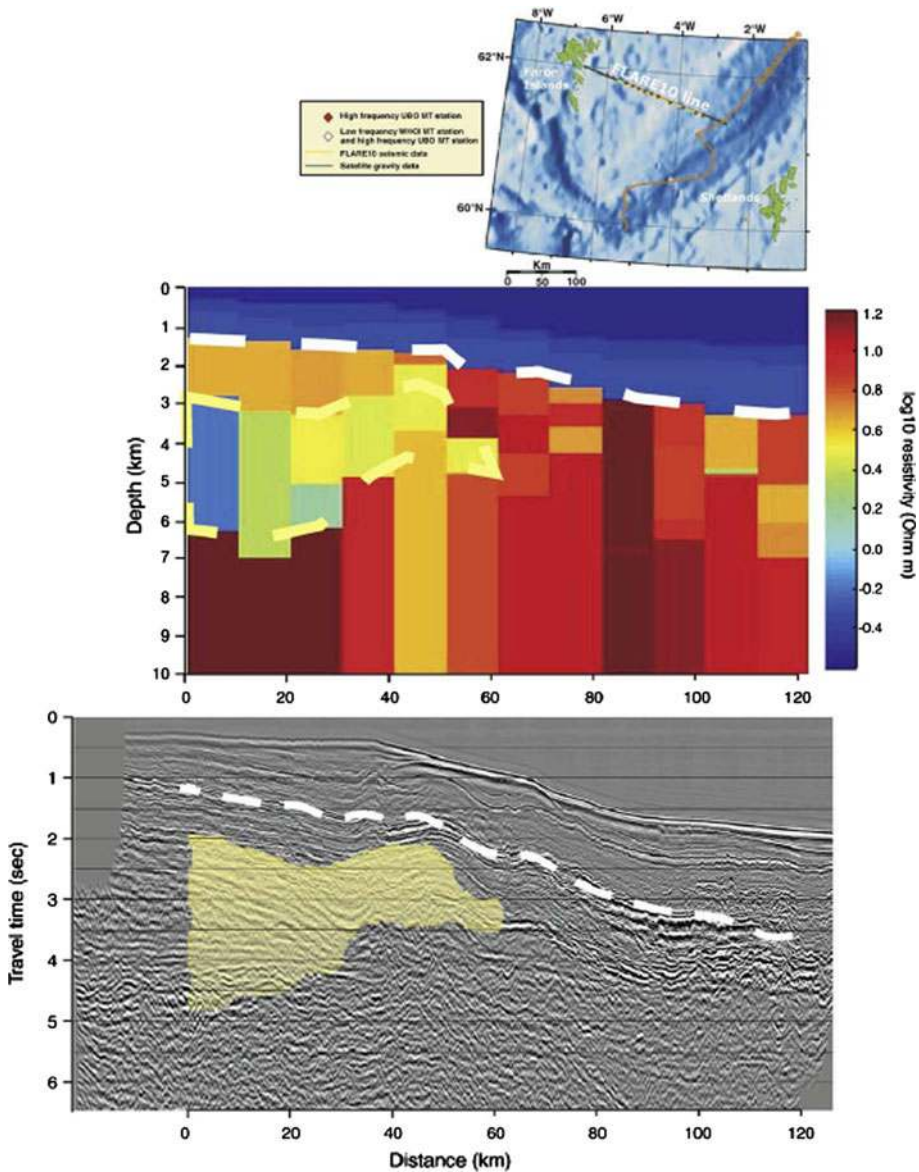 8°W 6°W 4°W 2°W
62°N
Faroe
Islands
FLARE10 line
60°N
Shetlands
Km
0 50 100
High frequency UBO MT station
Low frequency WHOI MT station
and high frequency UBO MT station
FLARE10 seismic data
Satellite gravity data
0
1
2
3
4
5
6
7
8
9
10
Depth (km)
0 20 40 60 80 100 120
1.2
1.0
0.8
0.6
0.4
0.2
0.0
-0.2
-0.4
log10 resistivity (Ohm m)
0
1
2
3
4
5
6
Travel time (sec)
0 20 40 60 80 100 120
Distance (km)